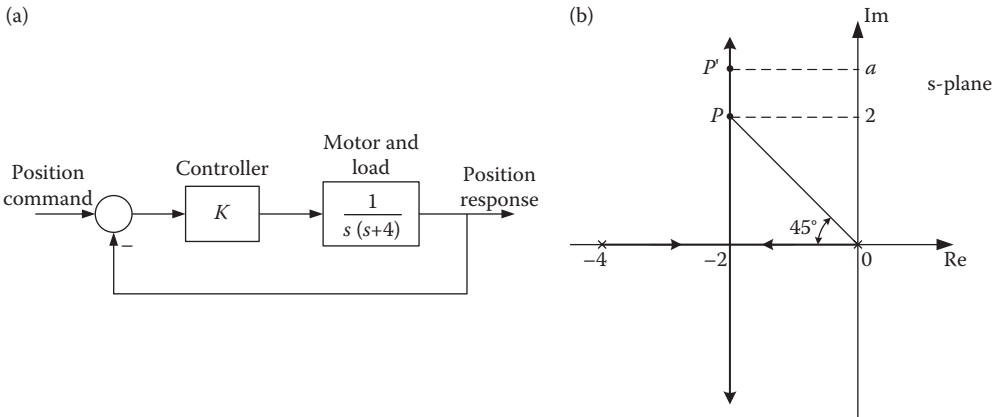 (a)
Position
command
−
Controller
K
Motor and
load
1
s (s+4)
Position
response
(b)
Im
s-plane
P'
a
P
2
45°
−4
−2
0
Re